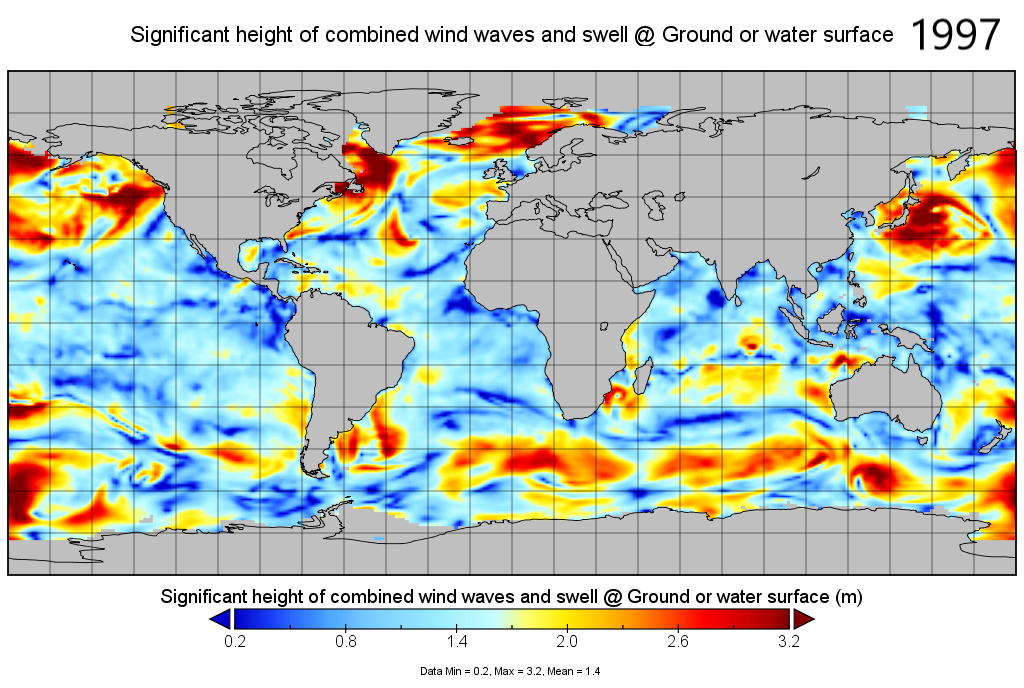 Significant height of combined wind waves and swell @ Ground or water surface 1997
Significant height of combined wind waves and swell @ Ground or water surface (m)
0.2 0.8 1.4 2.0 2.6 3.2
Data Min = 0.2, Max = 3.2, Mean = 1.4